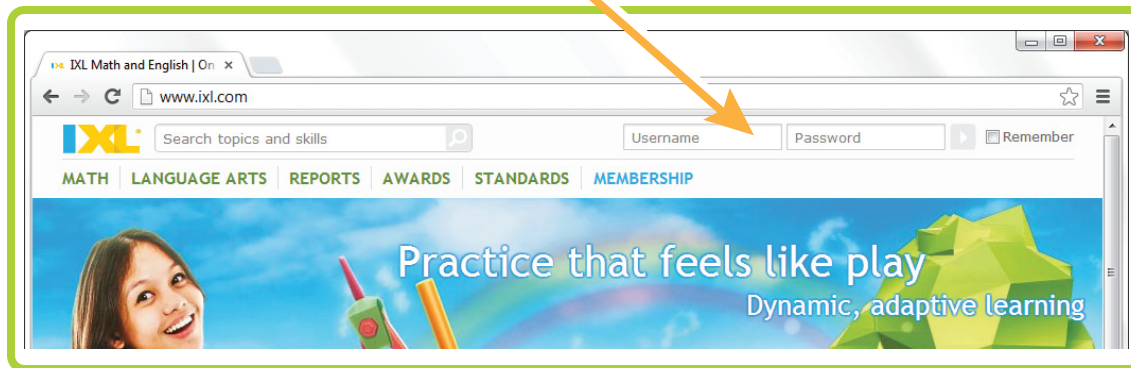 IXL Math and English | On
www.ixl.com
IXL Search topics and skills Username Password Remember
MATH LANGUAGE ARTS REPORTS AWARDS STANDARDS MEMBERSHIP
Practice that feels like play
Dynamic, adaptive learning